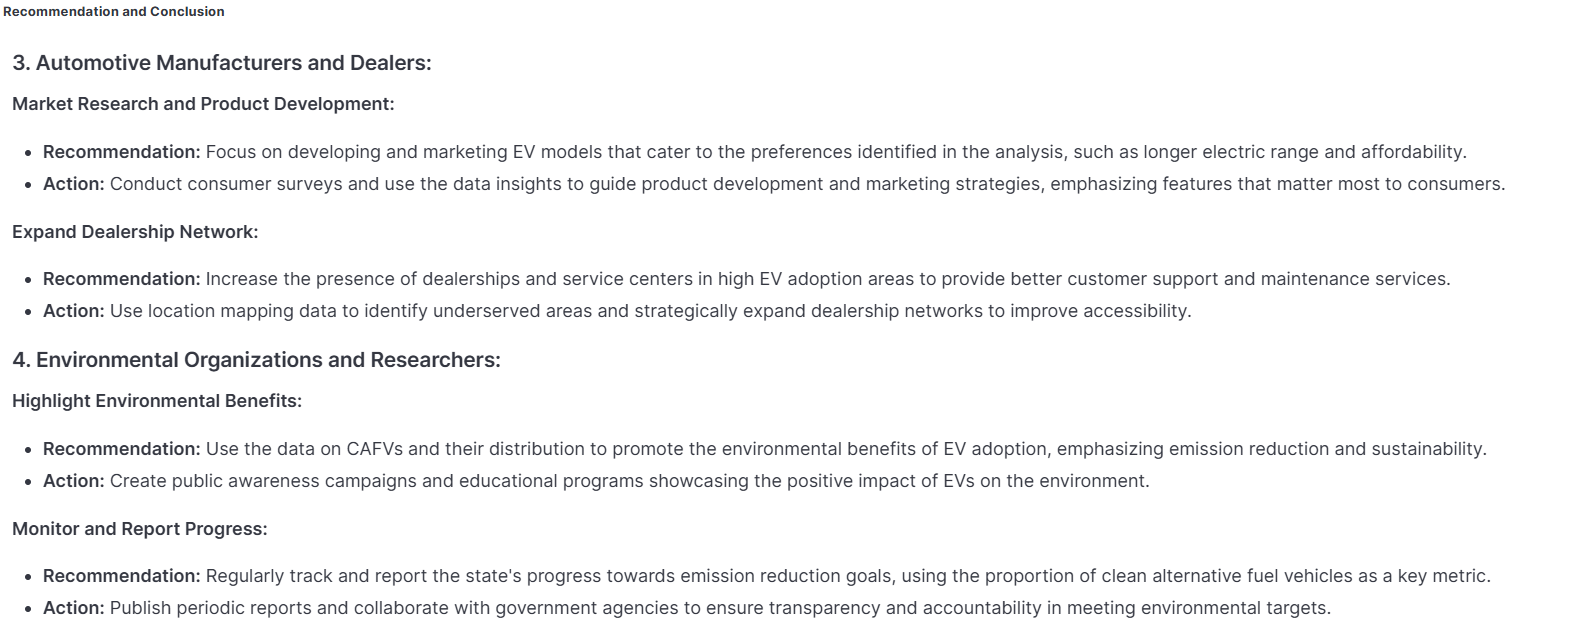 Recommendation and Conclusion
3. Automotive Manufacturers and Dealers:
Market Research and Product Development:
• Recommendation: Focus on developing and marketing EV models that cater to the preferences identified in the analysis, such as longer electric range and affordability.
• Action: Conduct consumer surveys and use the data insights to guide product development and marketing strategies, emphasizing features that matter most to consumers.
Expand Dealership Network:
• Recommendation: Increase the presence of dealerships and service centers in high EV adoption areas to provide better customer support and maintenance services.
• Action: Use location mapping data to identify underserved areas and strategically expand dealership networks to improve accessibility.
4. Environmental Organizations and Researchers:
Highlight Environmental Benefits:
• Recommendation: Use the data on CAFVs and their distribution to promote the environmental benefits of EV adoption, emphasizing emission reduction and sustainability.
• Action: Create public awareness campaigns and educational programs showcasing the positive impact of EVs on the environment.
Monitor and Report Progress:
• Recommendation: Regularly track and report the state's progress towards emission reduction goals, using the proportion of clean alternative fuel vehicles as a key metric.
• Action: Publish periodic reports and collaborate with government agencies to ensure transparency and accountability in meeting environmental targets.